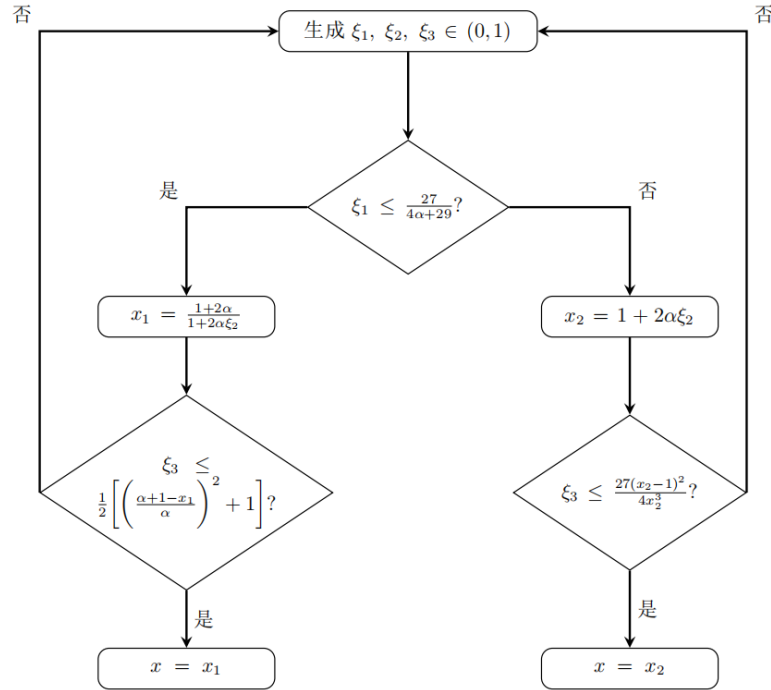 否
否
生成 ξ₁, ξ₂, ξ₃ ∈ (0, 1)
是
ξ₁ ≤ 27/(4α+29)?
否
x₁ = (1+2α)/(1+2αξ₂)
x₂ = 1 + 2αξ₂
ξ₃ ≤
1/2[((α+1−x₁)/α)² + 1]?
ξ₃ ≤ 27(x₂−1)²/(4x₂³)?
是
是
x = x₁
x = x₂